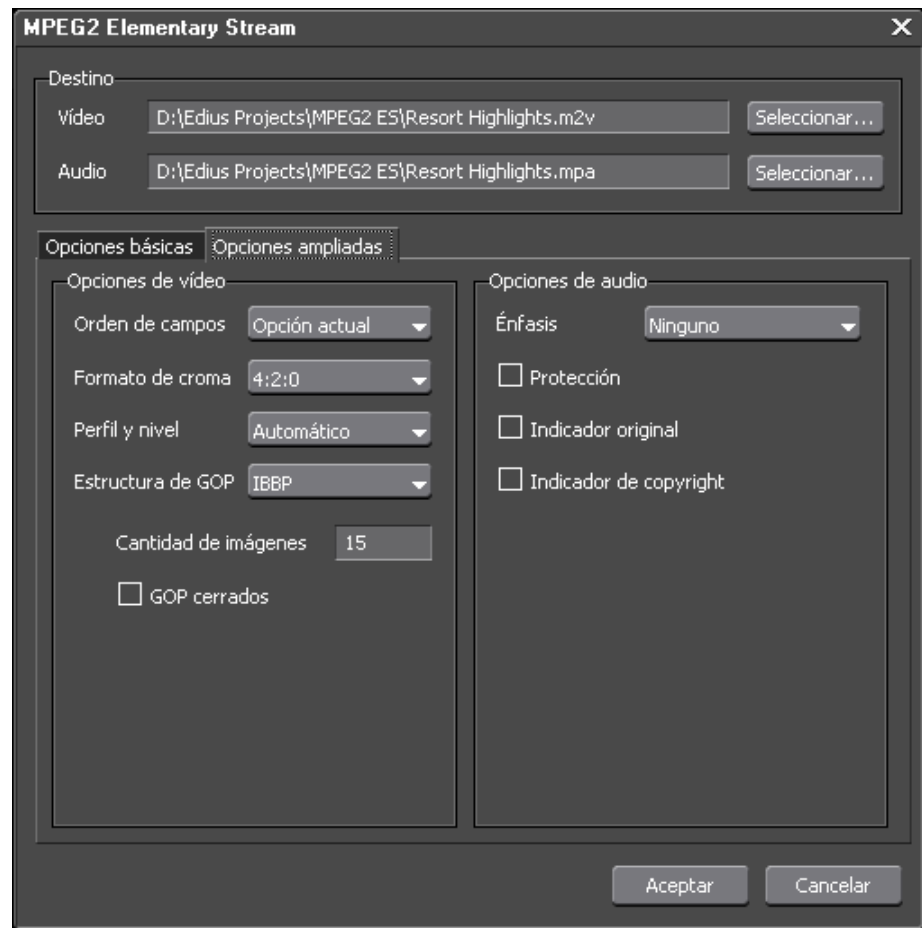 MPEG2 Elementary Stream
Destino
Vídeo D:\Edius Projects\MPEG2 ES\Resort Highlights.m2v Seleccionar...
Audio D:\Edius Projects\MPEG2 ES\Resort Highlights.mpa Seleccionar...
Opciones básicas Opciones ampliadas
Opciones de vídeo
Orden de campos Opción actual
Formato de croma 4:2:0
Perfil y nivel Automático
Estructura de GOP IBBP
Cantidad de imágenes 15
GOP cerrados
Opciones de audio
Énfasis Ninguno
Protección
Indicador original
Indicador de copyright
Aceptar Cancelar